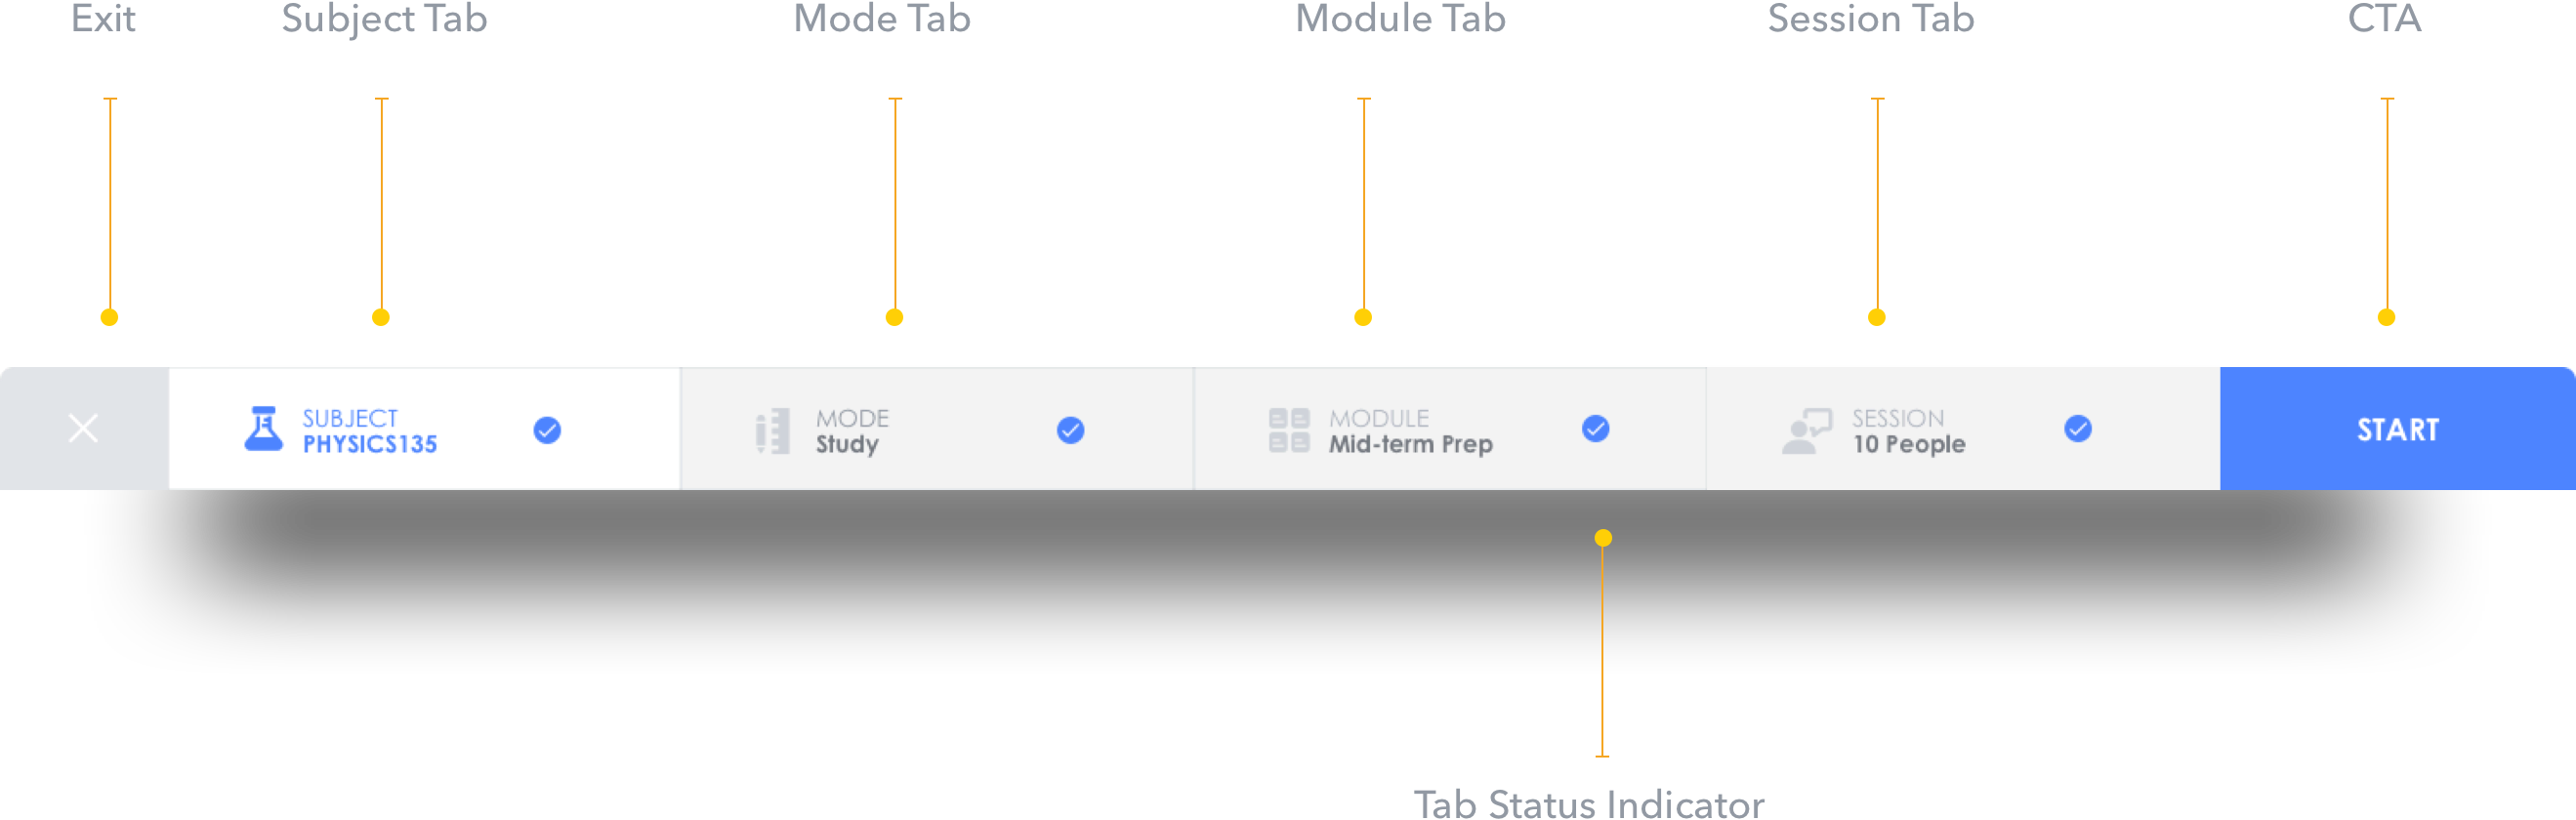 Exit
Subject Tab
Mode Tab
Module Tab
Session Tab
CTA
SUBJECT
PHYSICS135
MODE
Study
MODULE
Mid-term Prep
SESSION
10 People
START
Tab Status Indicator